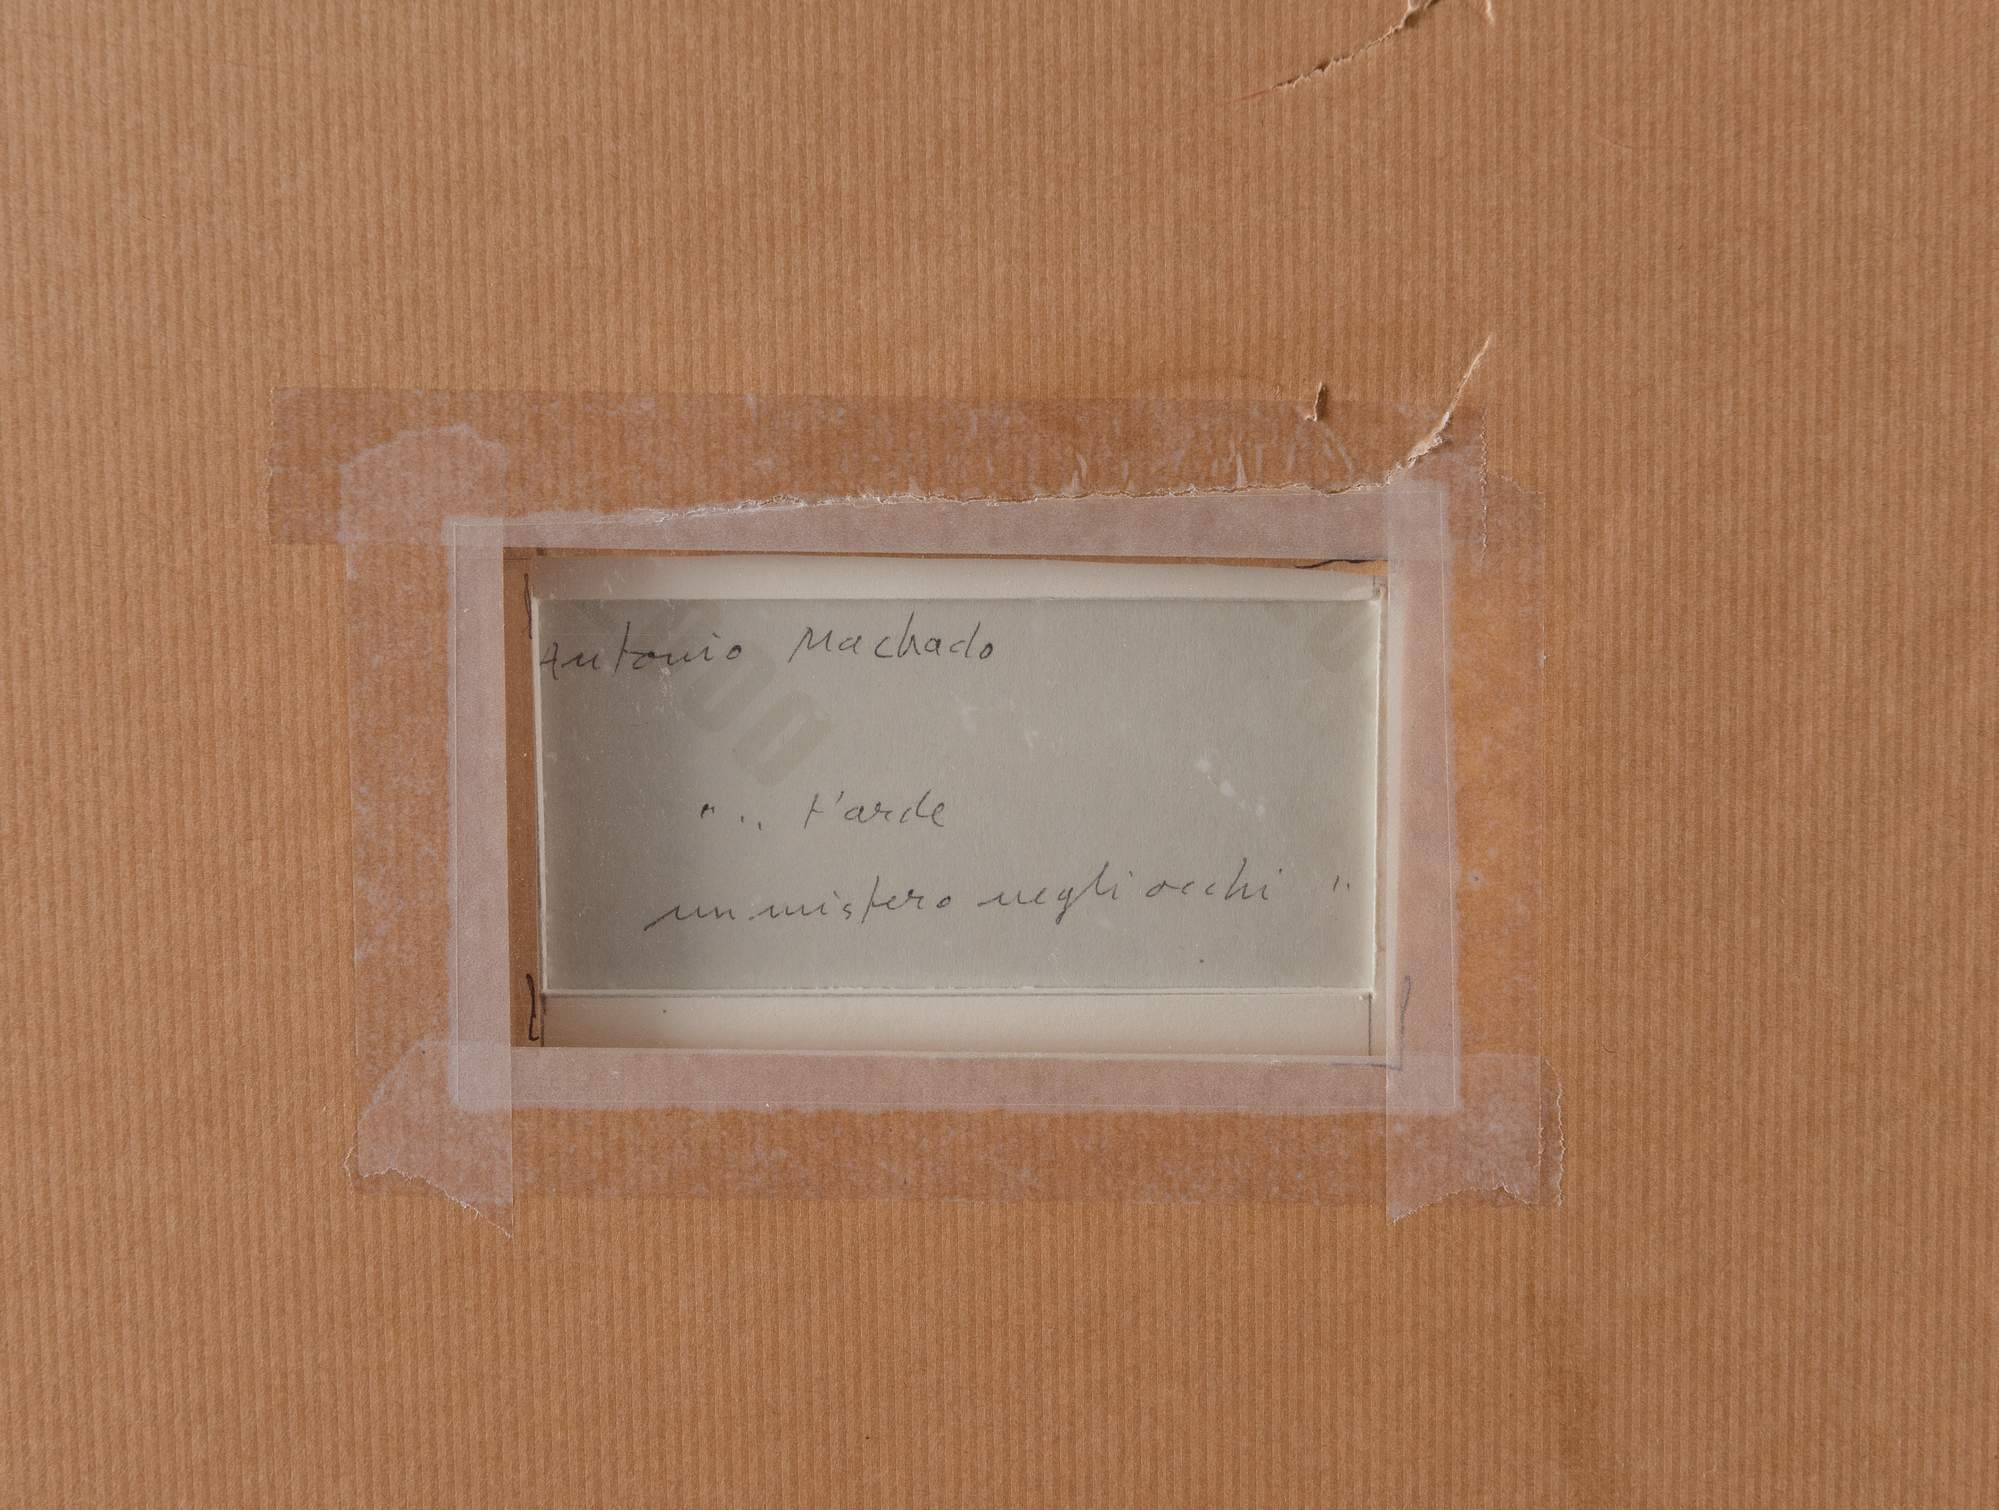 Antonio Machado
" .. t'arde
un mistero negli occhi "